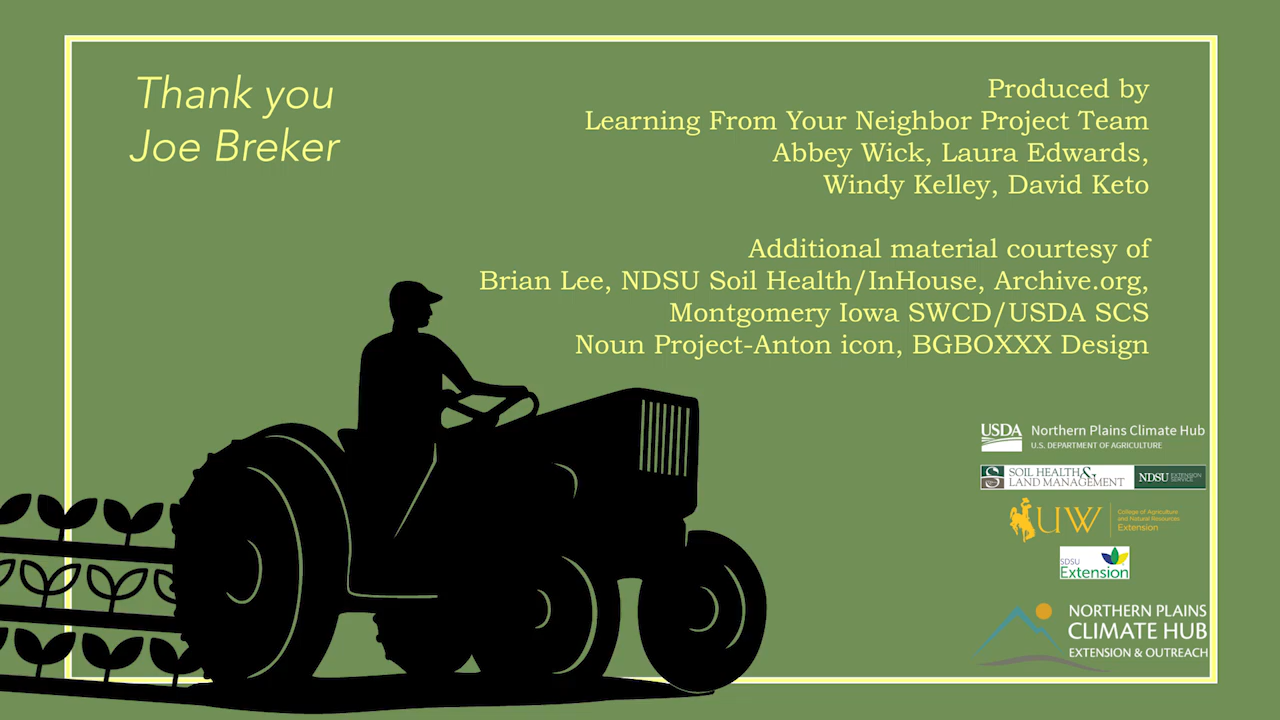 Thank you
Joe Breker
Produced by
Learning From Your Neighbor Project Team
Abbey Wick, Laura Edwards,
Windy Kelley, David Keto
Additional material courtesy of
Brian Lee, NDSU Soil Health/InHouse, Archive.org,
Montgomery Iowa SWCD/USDA SCS
Noun Project-Anton icon, BGBOXXX Design
USDA Northern Plains Climate Hub
U.S. DEPARTMENT OF AGRICULTURE
SOIL HEALTH &
LAND MANAGEMENT
NDSU EXTENSION
SERVICE
UW
College of Agriculture
and Natural Resources
Extension
SDSU
Extension
NORTHERN PLAINS
CLIMATE HUB
EXTENSION & OUTREACH